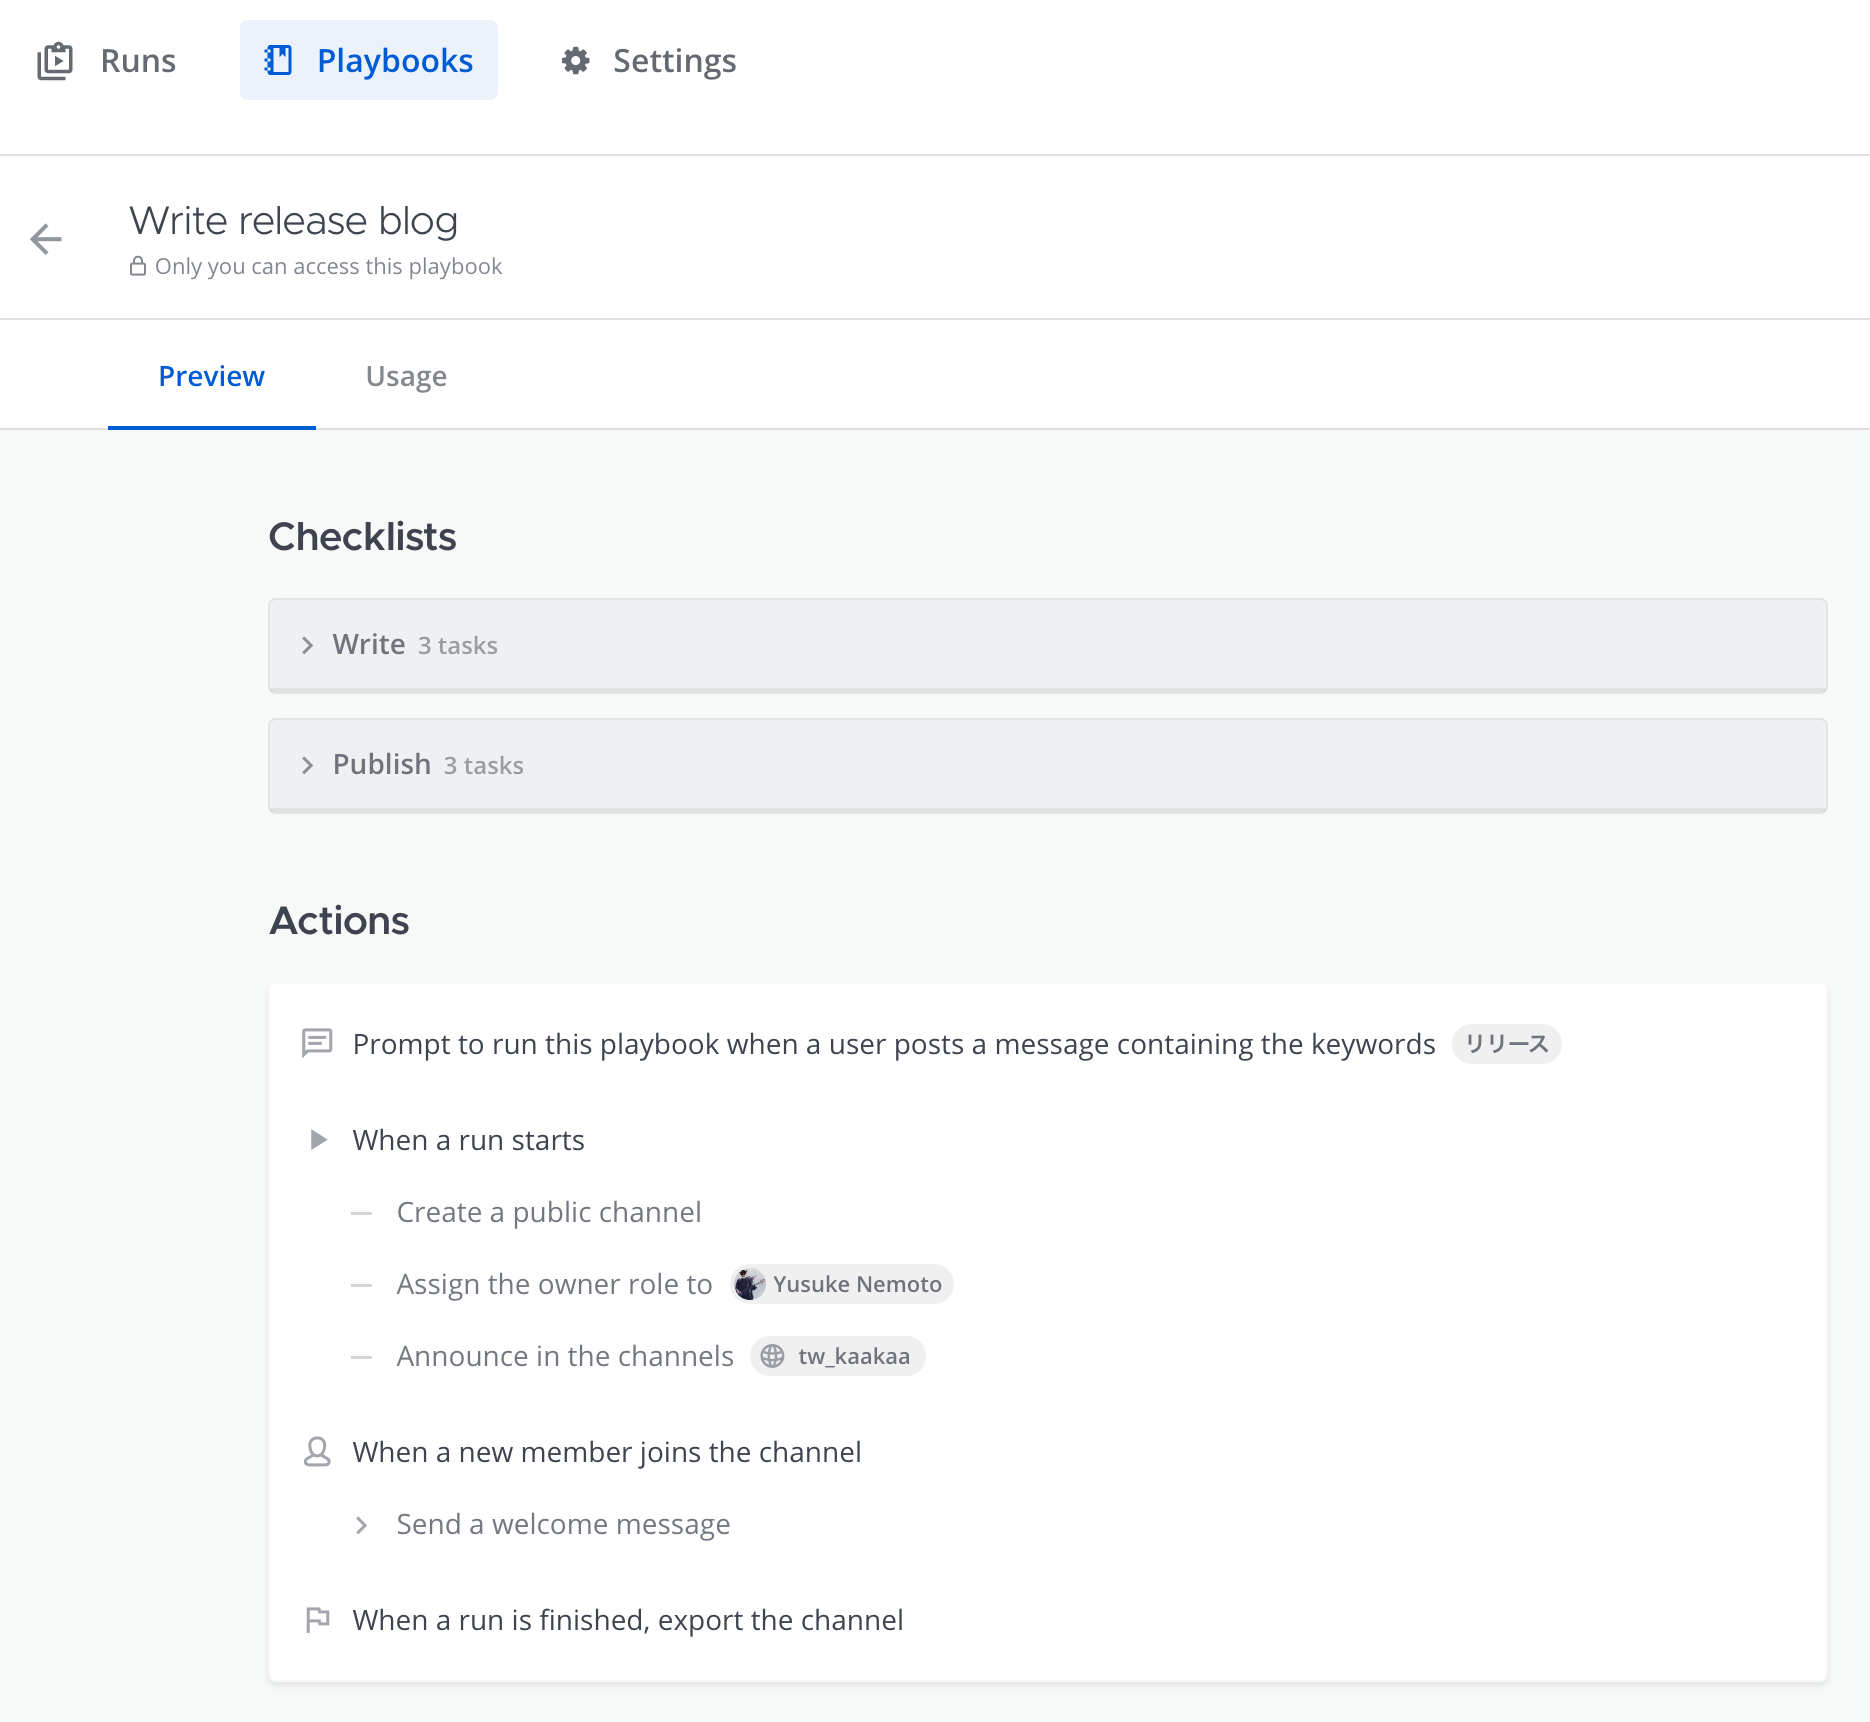 Runs
Playbooks
Settings
Write release blog
Only you can access this playbook
Preview
Usage
Checklists
Write 3 tasks
Publish 3 tasks
Actions
Prompt to run this playbook when a user posts a message containing the keywords リリース
When a run starts
Create a public channel
Assign the owner role to Yusuke Nemoto
Announce in the channels tw_kaakaa
When a new member joins the channel
Send a welcome message
When a run is finished, export the channel